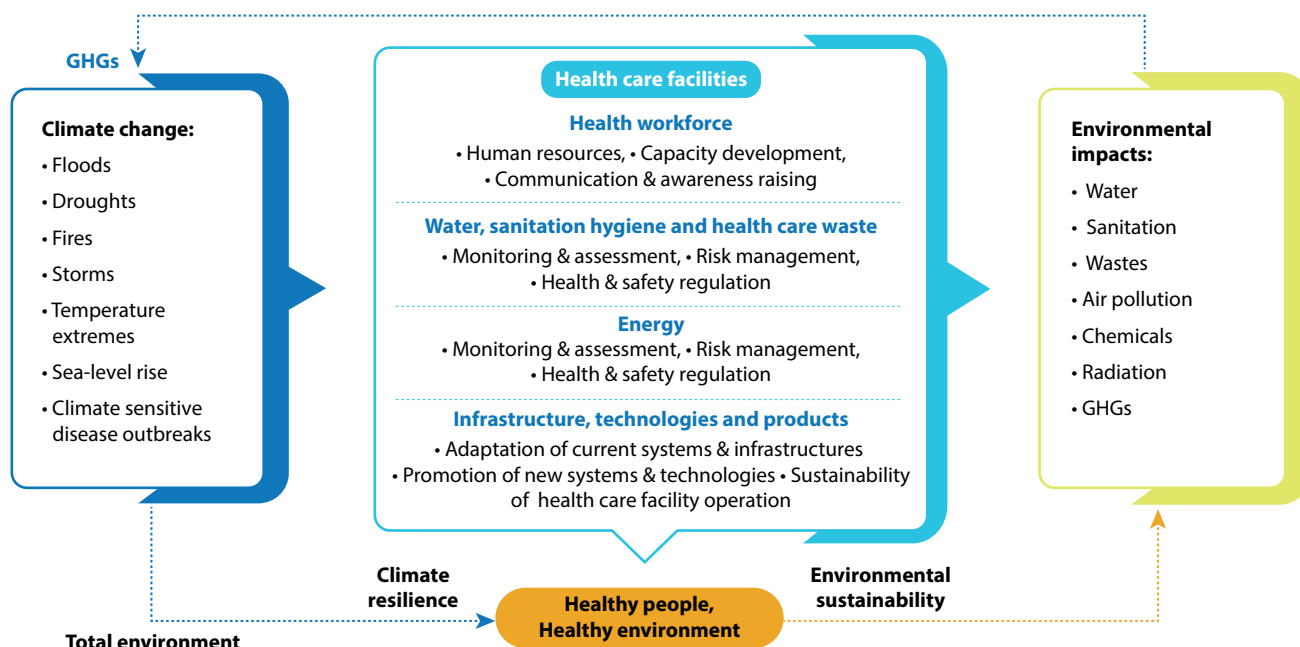 GHGs
Climate change:
• Floods
• Droughts
• Fires
• Storms
• Temperature
extremes
• Sea-level rise
• Climate sensitive
disease outbreaks
Health care facilities
Health workforce
• Human resources, • Capacity development,
• Communication & awareness raising
Water, sanitation hygiene and health care waste
• Monitoring & assessment, • Risk management,
• Health & safety regulation
Energy
• Monitoring & assessment, • Risk management,
• Health & safety regulation
Infrastructure, technologies and products
• Adaptation of current systems & infrastructures
• Promotion of new systems & technologies • Sustainability
of health care facility operation
Environmental
impacts:
• Water
• Sanitation
• Wastes
• Air pollution
• Chemicals
• Radiation
• GHGs
Climate
resilience
Healthy people,
Healthy environment
Environmental
sustainability
Total environment